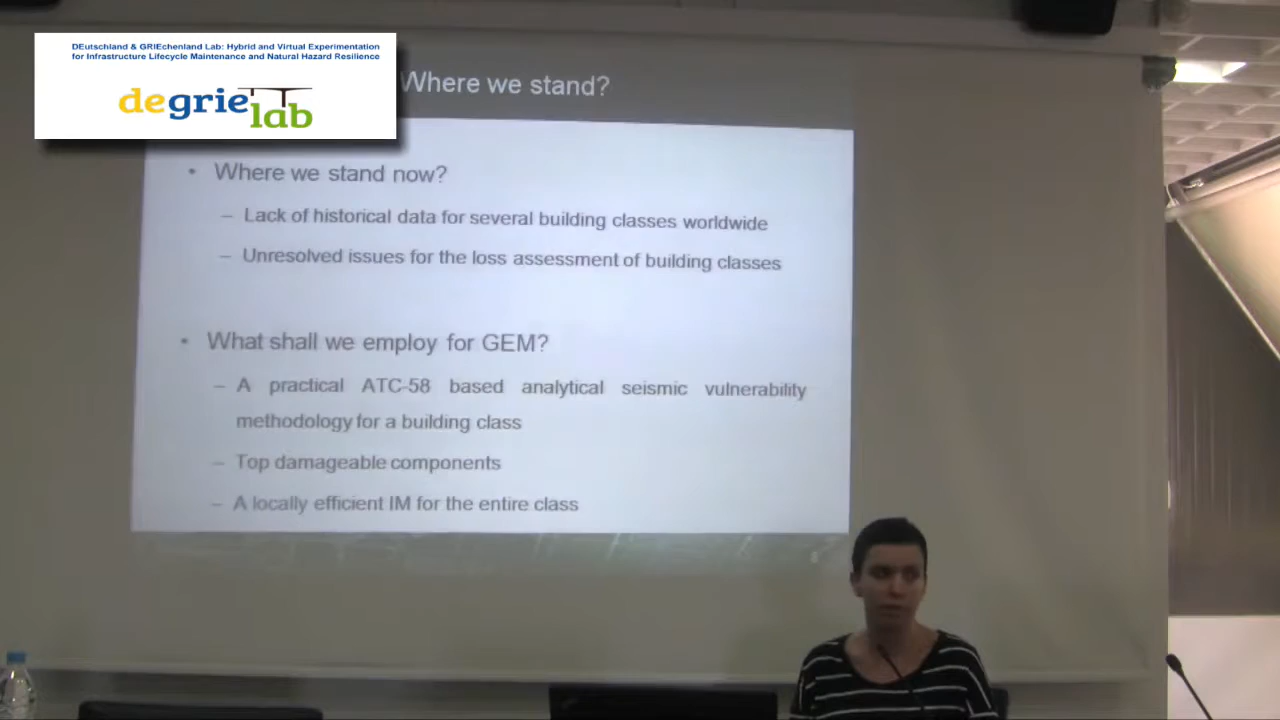 DEutschland & GRIEchenland Lab: Hybrid and Virtual Experimentation
for Infrastructure Lifecycle Maintenance and Natural Hazard Resilience
degrie lab
Where we stand?
• Where we stand now?
– Lack of historical data for several building classes worldwide
– Unresolved issues for the loss assessment of building classes
• What shall we employ for GEM?
– A practical ATC-58 based analytical seismic vulnerability
methodology for a building class
– Top damageable components
– A locally efficient IM for the entire class